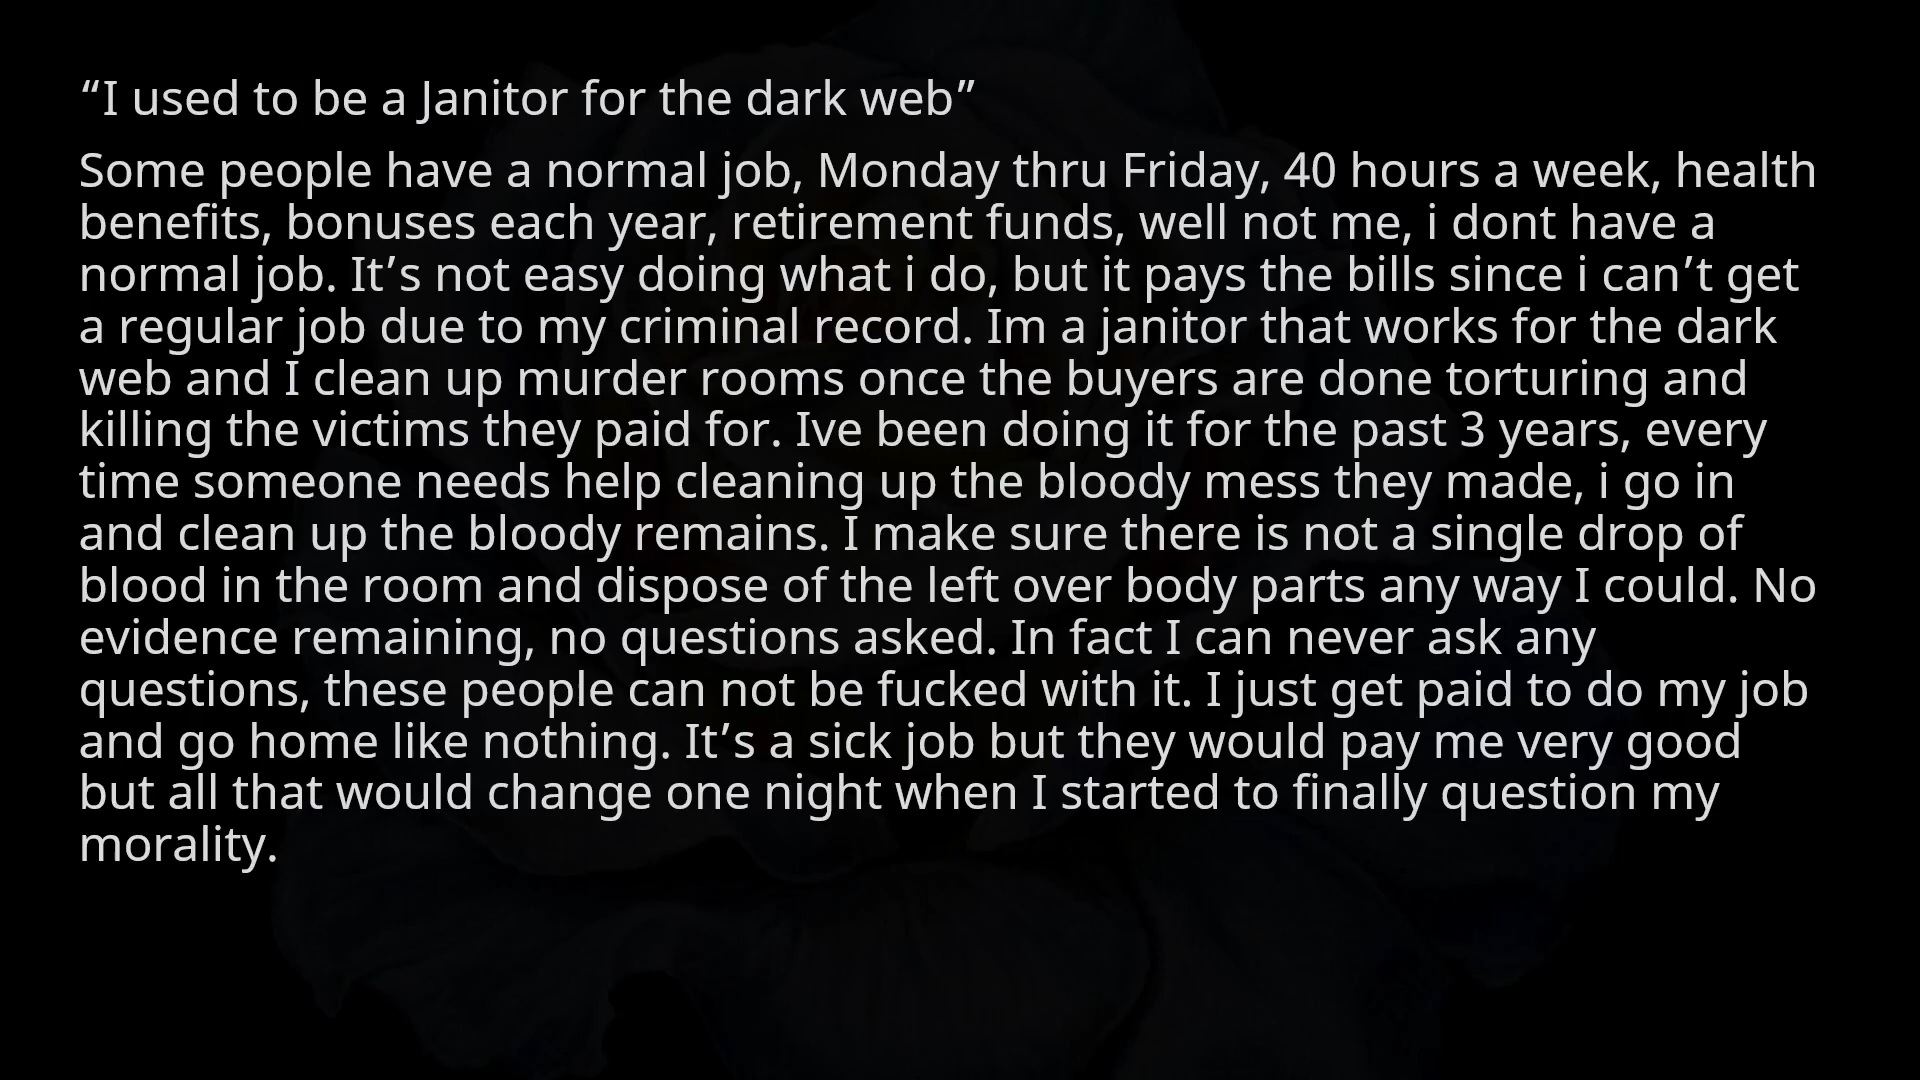 “I used to be a Janitor for the dark web”
Some people have a normal job, Monday thru Friday, 40 hours a week, health
benefits, bonuses each year, retirement funds, well not me, i dont have a
normal job. It’s not easy doing what i do, but it pays the bills since i can’t get
a regular job due to my criminal record. Im a janitor that works for the dark
web and I clean up murder rooms once the buyers are done torturing and
killing the victims they paid for. Ive been doing it for the past 3 years, every
time someone needs help cleaning up the bloody mess they made, i go in
and clean up the bloody remains. I make sure there is not a single drop of
blood in the room and dispose of the left over body parts any way I could. No
evidence remaining, no questions asked. In fact I can never ask any
questions, these people can not be fucked with it. I just get paid to do my job
and go home like nothing. It’s a sick job but they would pay me very good
but all that would change one night when I started to finally question my
morality.